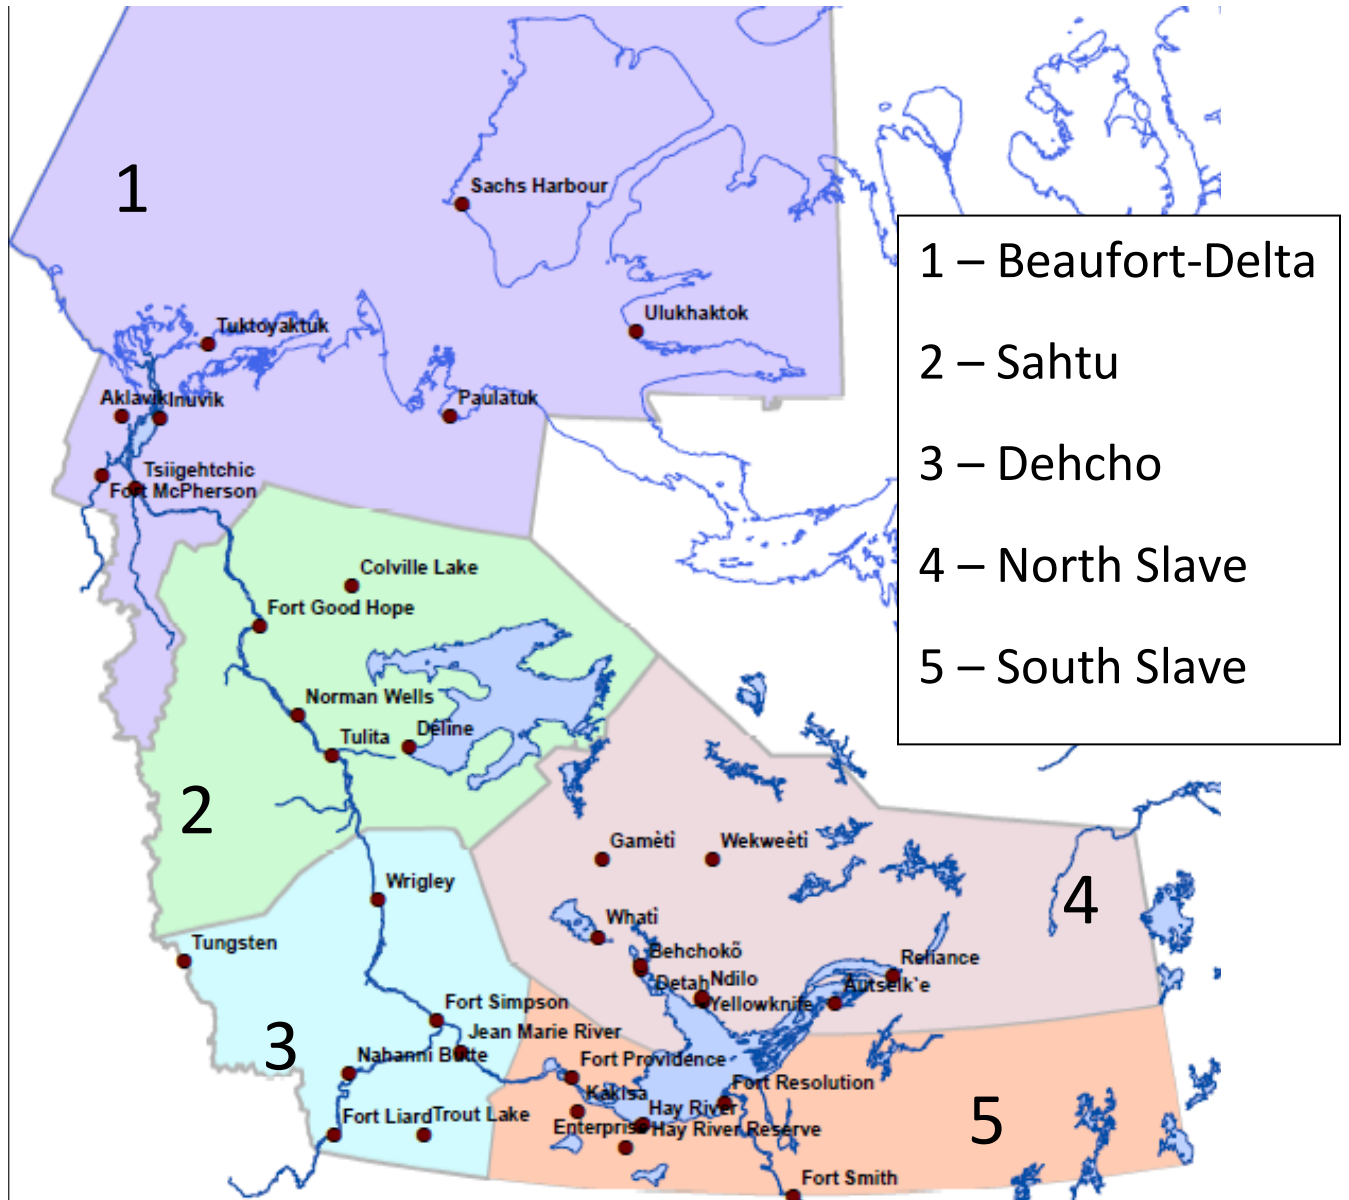 1
Sachs Harbour
1 – Beaufort-Delta
2 – Sahtu
3 – Dehcho
4 – North Slave
5 – South Slave
Ulukhaktok
Tuktoyaktuk
Aklavik
Inuvik
Paulatuk
Tsiigehtchic
Fort McPherson
Colville Lake
Fort Good Hope
Norman Wells
Déline
Tulita
2
Gamètì
Wekweètì
Wrigley
4
Whatì
Tungsten
Behchokõ
Reliance
Detah
Ndilo
Autselk`e
Yellowknife
Fort Simpson
Jean Marie River
3
Nahanni Butte
Fort Providence
Fort Resolution
Kakisa
Hay River
5
Fort Liard
Trout Lake
Enterprise
Hay River Reserve
Fort Smith